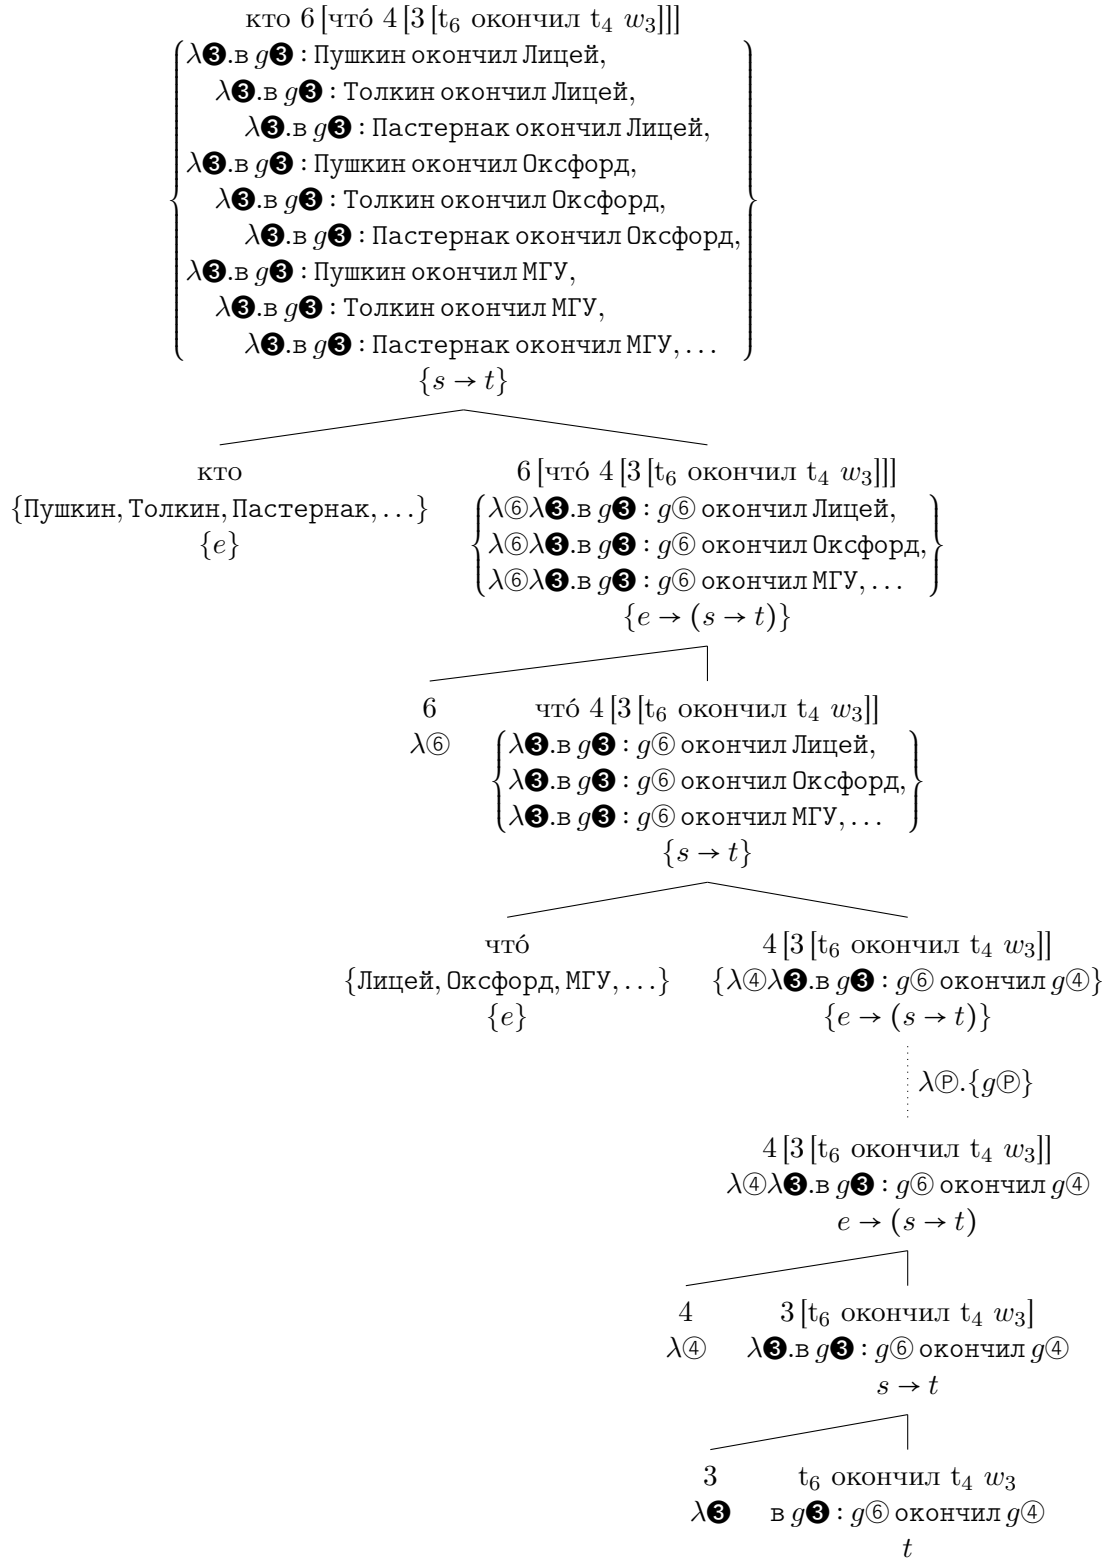 кто 6 [чтó 4 [3 [t₆ окончил t₄ w₃]]]
λ❸.в g❸ : Пушкин окончил Лицей,
λ❸.в g❸ : Толкин окончил Лицей,
λ❸.в g❸ : Пастернак окончил Лицей,
λ❸.в g❸ : Пушкин окончил Оксфорд,
λ❸.в g❸ : Толкин окончил Оксфорд,
λ❸.в g❸ : Пастернак окончил Оксфорд,
λ❸.в g❸ : Пушкин окончил МГУ,
λ❸.в g❸ : Толкин окончил МГУ,
λ❸.в g❸ : Пастернак окончил МГУ, ...
{s → t}
кто 6 [чтó 4 [3 [t₆ окончил t₄ w₃]]]
{Пушкин, Толкин, Пастернак, ...} λ⑥λ❸.в g❸ : g⑥ окончил Лицей,
{e} λ⑥λ❸.в g❸ : g⑥ окончил Оксфорд,
λ⑥λ❸.в g❸ : g⑥ окончил МГУ, ...
{e → (s → t)}
6 чтó 4 [3 [t₆ окончил t₄ w₃]]
λ⑥ λ❸.в g❸ : g⑥ окончил Лицей,
λ❸.в g❸ : g⑥ окончил Оксфорд,
λ❸.в g❸ : g⑥ окончил МГУ, ...
{s → t}
чтó 4 [3 [t₆ окончил t₄ w₃]]
{Лицей, Оксфорд, МГУ, ...} {λ④λ❸.в g❸ : g⑥ окончил g④}
{e} {e → (s → t)}
λⓅ.{gⓅ}
4 [3 [t₆ окончил t₄ w₃]]
λ④λ❸.в g❸ : g⑥ окончил g④
e → (s → t)
4 3 [t₆ окончил t₄ w₃]
λ④ λ❸.в g❸ : g⑥ окончил g④
s → t
3 t₆ окончил t₄ w₃
λ❸ в g❸ : g⑥ окончил g④
t